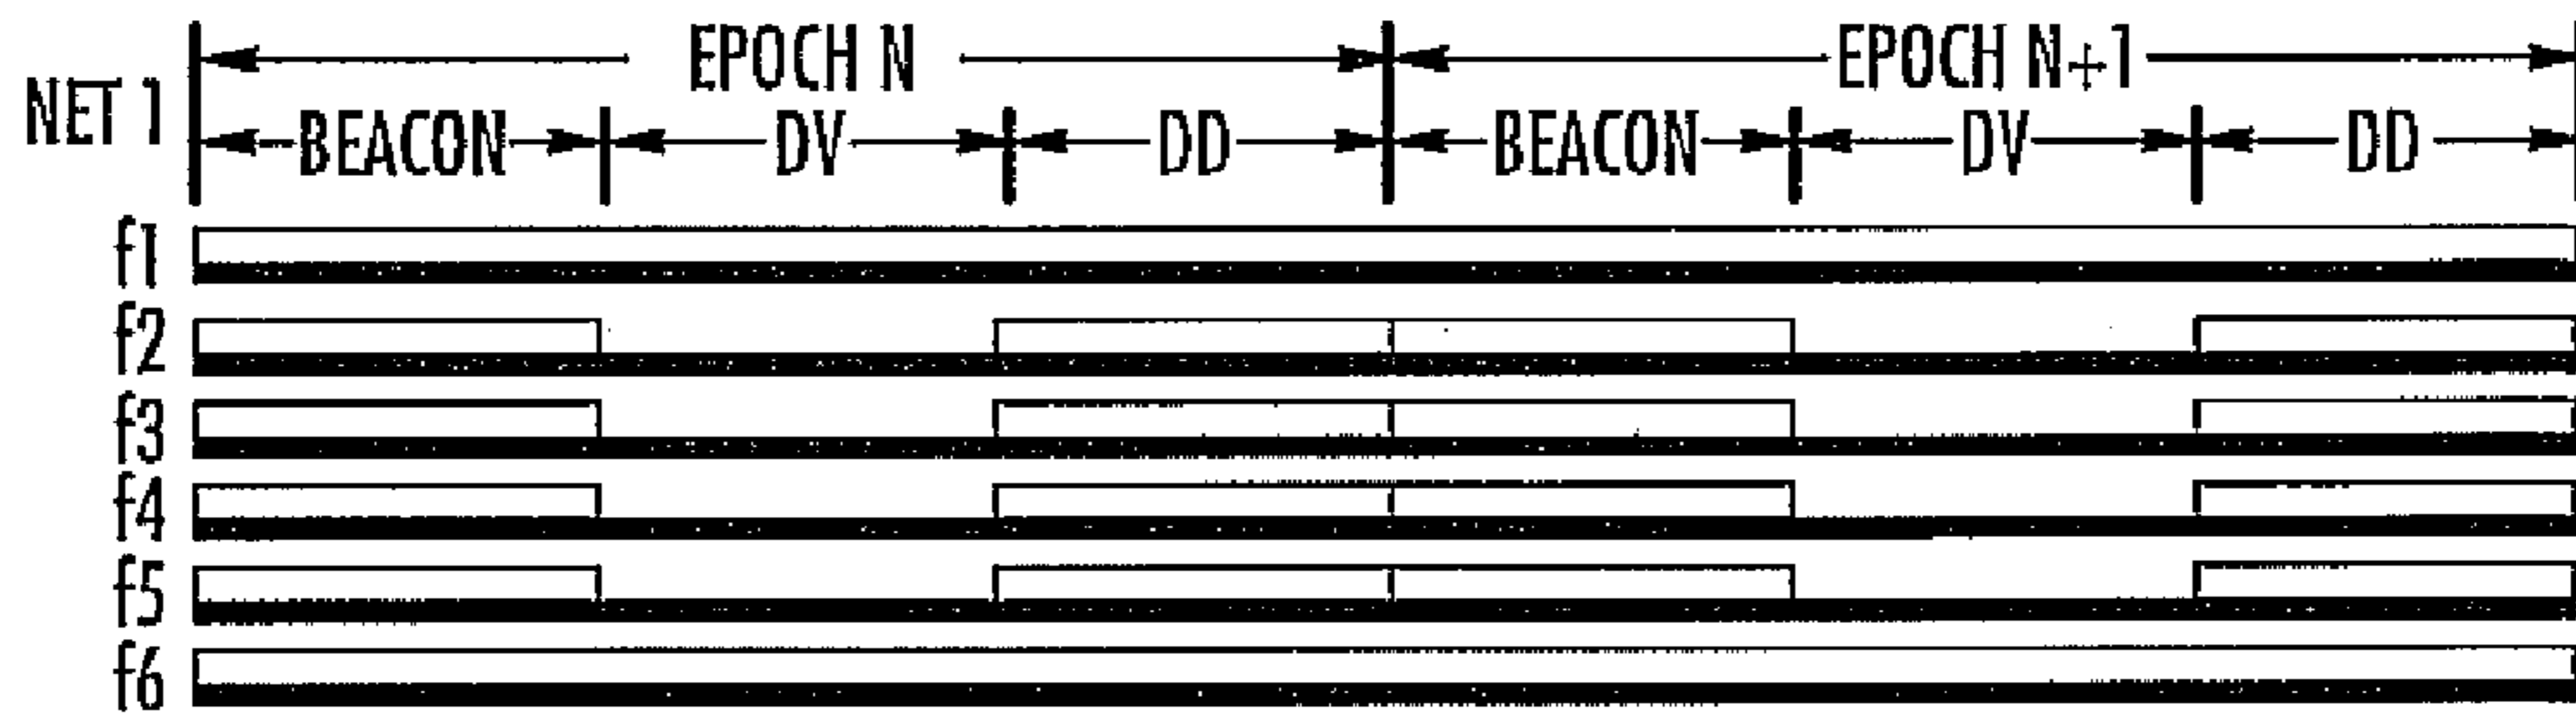 EPOCH N EPOCH N+1
NET 1 BEACON DV DD BEACON DV DD
f1
f2
f3
f4
f5
f6